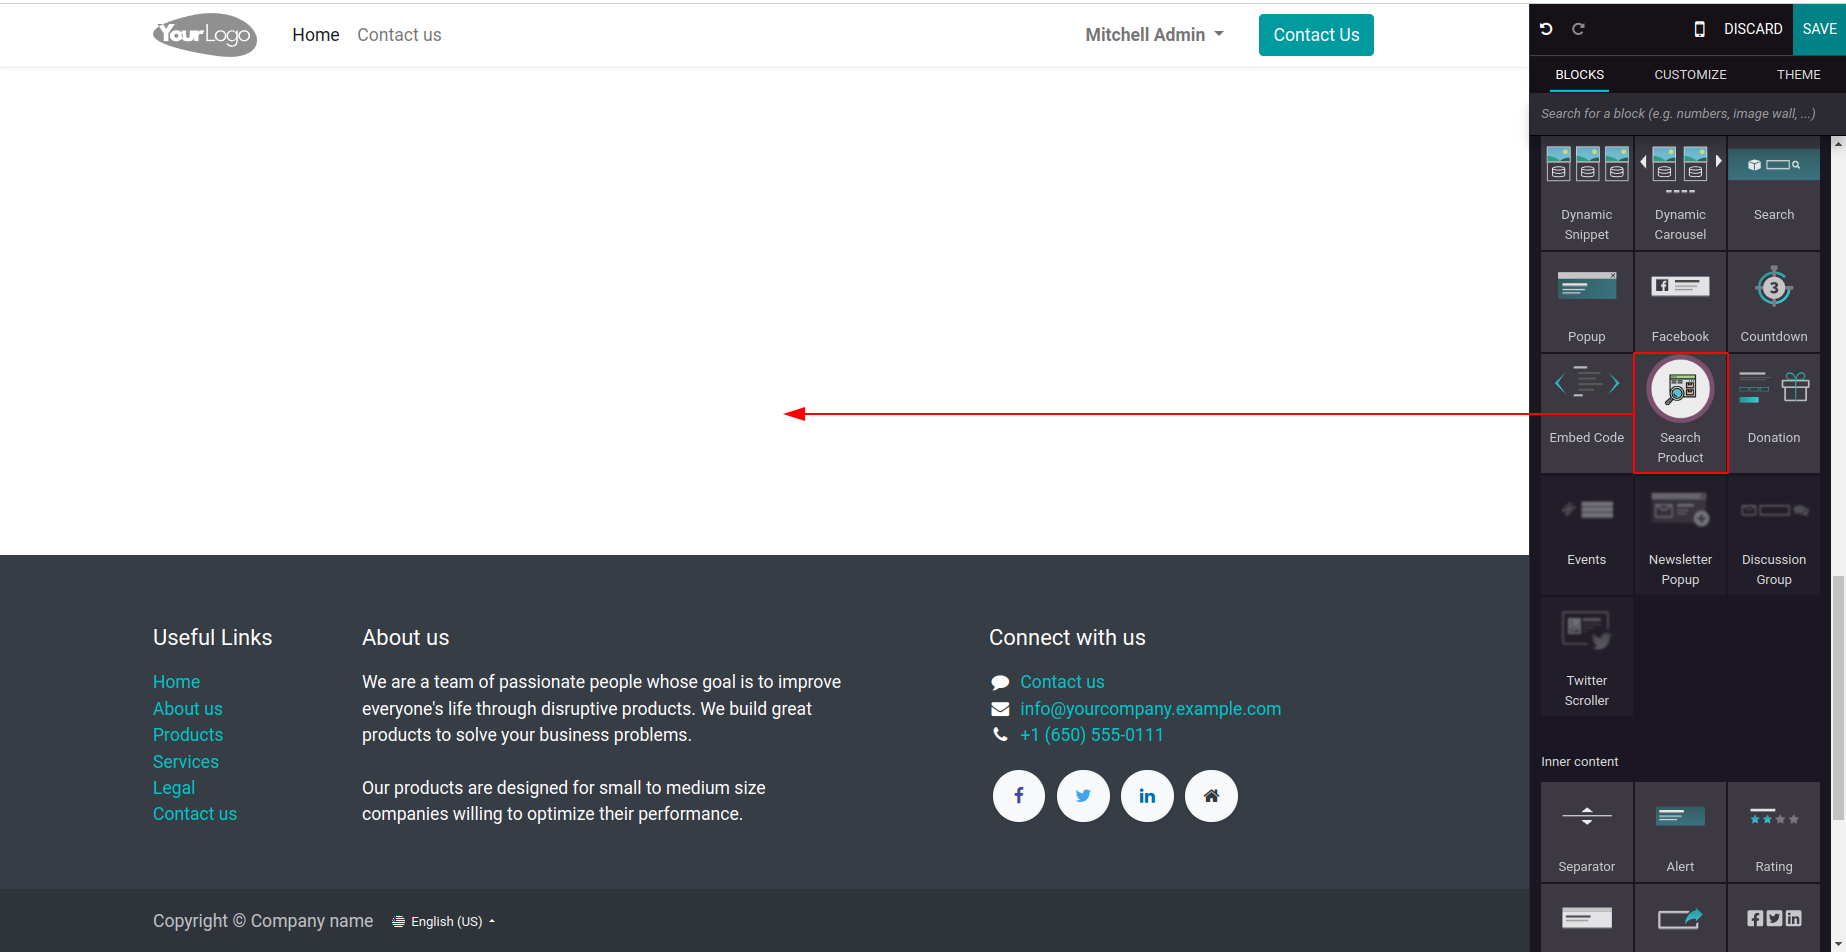 YourLogo
Home
Contact us
Mitchell Admin
Contact Us
DISCARD
SAVE
BLOCKS
CUSTOMIZE
THEME
Search for a block (e.g. numbers, image wall, ...)
Dynamic
Snippet
Dynamic
Carousel
Search
Popup
Facebook
3
Countdown
Embed Code
Search
Product
Donation
Events
Newsletter
Popup
Discussion
Group
Twitter
Scroller
Inner content
Separator
Alert
Rating
Useful Links
Home
About us
Products
Services
Legal
Contact us
About us
We are a team of passionate people whose goal is to improve
everyone's life through disruptive products. We build great
products to solve your business problems.
Our products are designed for small to medium size
companies willing to optimize their performance.
Connect with us
Contact us
info@yourcompany.example.com
+1 (650) 555-0111
Copyright © Company name
English (US)